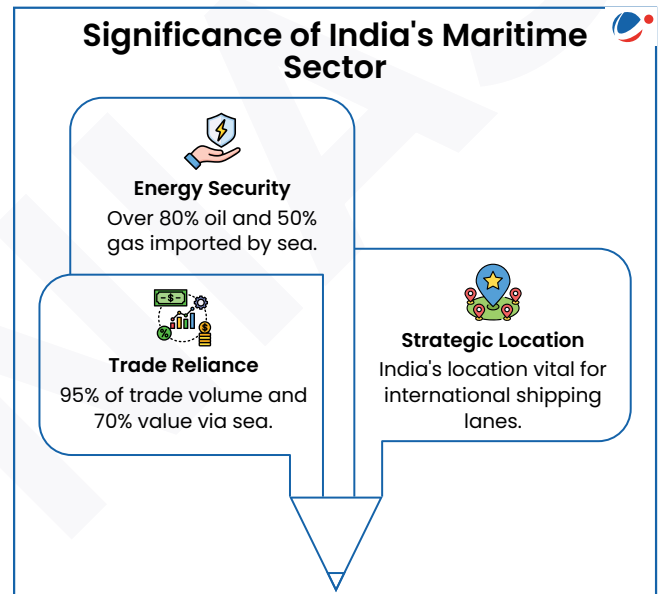 Significance of India's Maritime
Sector
Energy Security
Over 80% oil and 50%
gas imported by sea.
Trade Reliance
95% of trade volume and
70% value via sea.
Strategic Location
India's location vital for
international shipping
lanes.